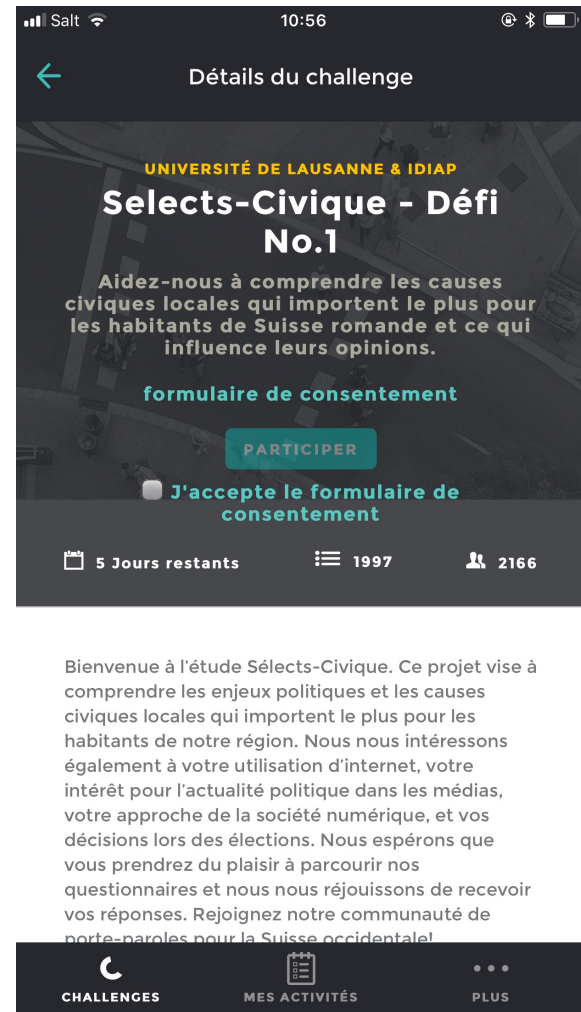 Salt 10:56
Détails du challenge
UNIVERSITÉ DE LAUSANNE & IDIAP
Selects-Civique - Défi
No.1
Aidez-nous à comprendre les causes
civiques locales qui importent le plus pour
les habitants de Suisse romande et ce qui
influence leurs opinions.
formulaire de consentement
PARTICIPER
J'accepte le formulaire de
consentement
5 Jours restants 1997 2166
Bienvenue à l'étude Sélects-Civique. Ce projet vise à
comprendre les enjeux politiques et les causes
civiques locales qui importent le plus pour les
habitants de notre région. Nous nous intéressons
également à votre utilisation d'internet, votre
intérêt pour l'actualité politique dans les médias,
votre approche de la société numérique, et vos
décisions lors des élections. Nous espérons que
vous prendrez du plaisir à parcourir nos
questionnaires et nous nous réjouissons de recevoir
vos réponses. Rejoignez notre communauté de
porte-paroles pour la Suisse occidentale!
CHALLENGES MES ACTIVITÉS PLUS